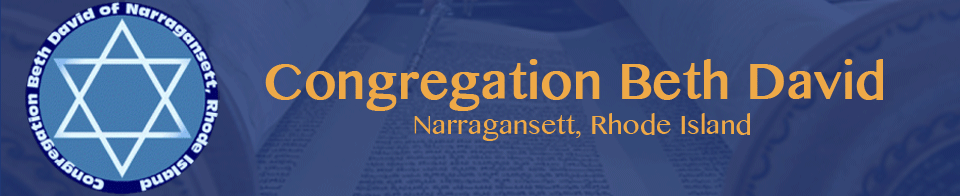 Congregation Beth David of Narragansett, Rhode Island
Congregation Beth David
Narragansett, Rhode Island